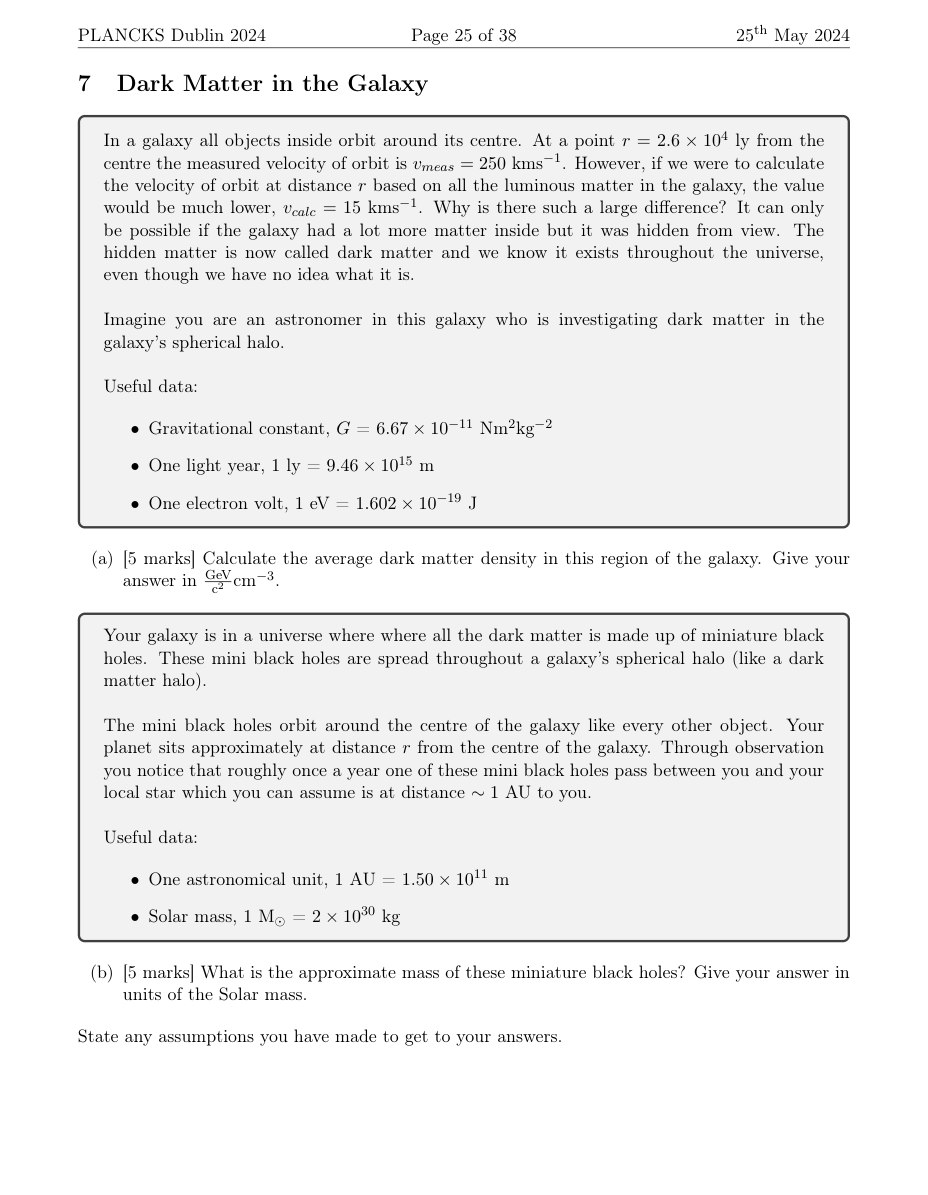 PLANCKS Dublin 2024 Page 25 of 38 25th May 2024
7 Dark Matter in the Galaxy
In a galaxy all objects inside orbit around its centre. At a point r = 2.6 × 10⁴ ly from the
centre the measured velocity of orbit is v_meas = 250 kms⁻¹. However, if we were to calculate
the velocity of orbit at distance r based on all the luminous matter in the galaxy, the value
would be much lower, v_calc = 15 kms⁻¹. Why is there such a large difference? It can only
be possible if the galaxy had a lot more matter inside but it was hidden from view. The
hidden matter is now called dark matter and we know it exists throughout the universe,
even though we have no idea what it is.
Imagine you are an astronomer in this galaxy who is investigating dark matter in the
galaxy's spherical halo.
Useful data:
• Gravitational constant, G = 6.67 × 10⁻¹¹ Nm²kg⁻²
• One light year, 1 ly = 9.46 × 10¹⁵ m
• One electron volt, 1 eV = 1.602 × 10⁻¹⁹ J
(a) [5 marks] Calculate the average dark matter density in this region of the galaxy. Give your
answer in GeV/c² cm⁻³.
Your galaxy is in a universe where where all the dark matter is made up of miniature black
holes. These mini black holes are spread throughout a galaxy's spherical halo (like a dark
matter halo).
The mini black holes orbit around the centre of the galaxy like every other object. Your
planet sits approximately at distance r from the centre of the galaxy. Through observation
you notice that roughly once a year one of these mini black holes pass between you and your
local star which you can assume is at distance ∼ 1 AU to you.
Useful data:
• One astronomical unit, 1 AU = 1.50 × 10¹¹ m
• Solar mass, 1 M☉ = 2 × 10³⁰ kg
(b) [5 marks] What is the approximate mass of these miniature black holes? Give your answer in
units of the Solar mass.
State any assumptions you have made to get to your answers.